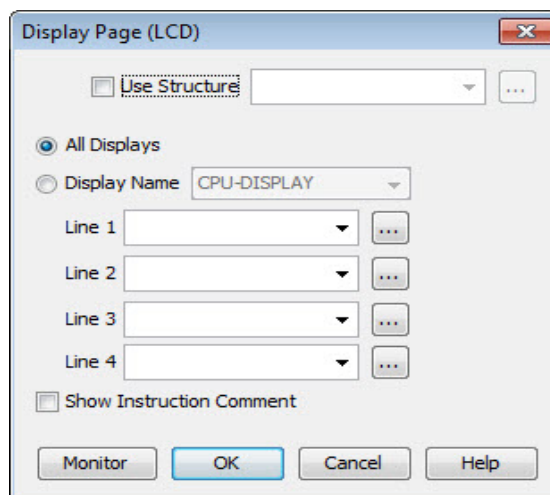 Display Page (LCD)
Use Structure ...
All Displays
Display Name CPU-DISPLAY
Line 1 ...
Line 2 ...
Line 3 ...
Line 4 ...
Show Instruction Comment
Monitor OK Cancel Help